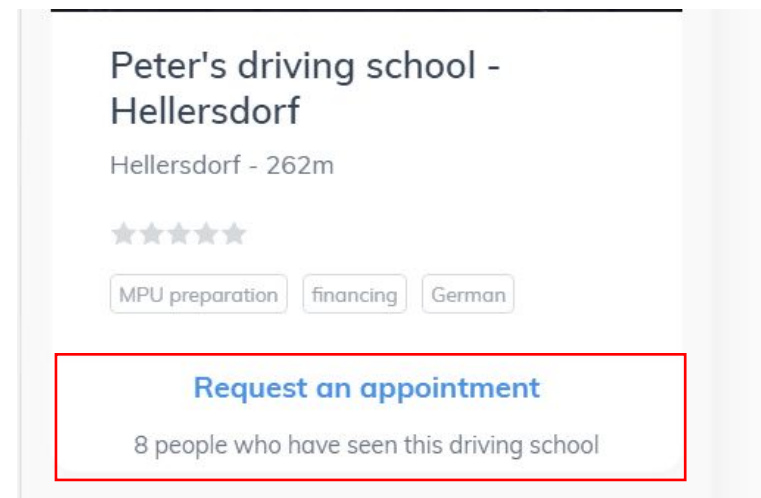 Peter's driving school -
Hellersdorf
Hellersdorf - 262m
MPU preparation financing German
Request an appointment
8 people who have seen this driving school